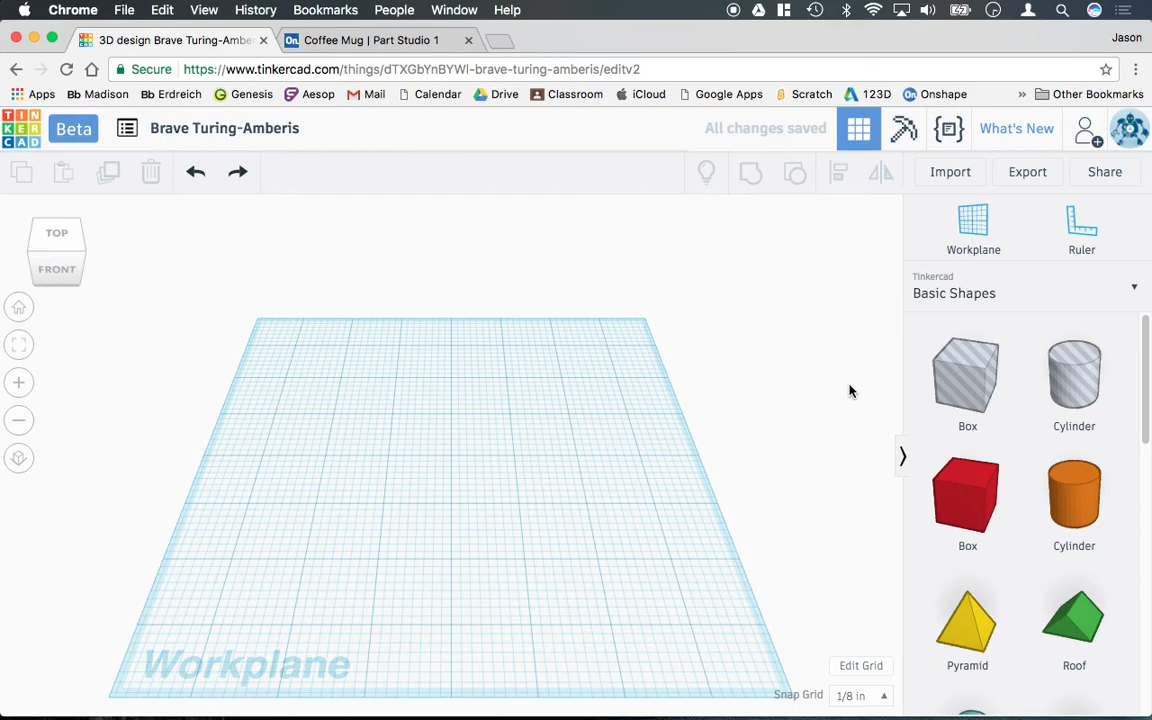 Chrome File Edit View History Bookmarks People Window Help
3D design Brave Turing-Ambe Coffee Mug | Part Studio 1 Jason
Secure https://www.tinkercad.com/things/dTXGbYnBYWl-brave-turing-amberis/editv2
Apps Bb Madison Bb Erdreich Genesis Aesop Mail Calendar Drive Classroom iCloud Google Apps Scratch 123D On Onshape » Other Bookmarks
TIN KER CAD Beta Brave Turing-Amberis All changes saved What's New
Import Export Share
TOP
FRONT
Workplane Ruler
Tinkercad
Basic Shapes
Box Cylinder
Box Cylinder
Pyramid Roof
Workplane
Edit Grid
Snap Grid 1/8 in